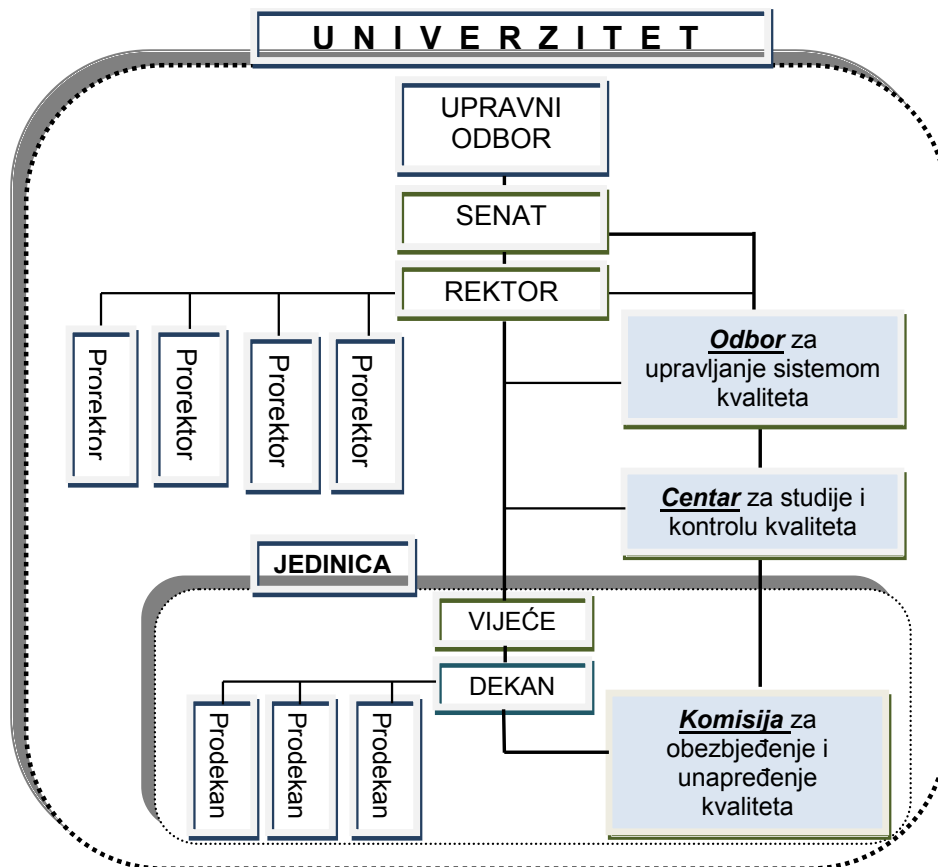 U N I V E R Z I T E T
UPRAVNI
ODBOR
SENAT
REKTOR
Prorektor
Prorektor
Prorektor
Prorektor
Odbor za
upravljanje sistemom
kvaliteta
Centar za studije i
kontrolu kvaliteta
JEDINICA
VIJEĆE
DEKAN
Prodekan
Prodekan
Prodekan
Komisija za
obezbjeđenje i
unapređenje
kvaliteta